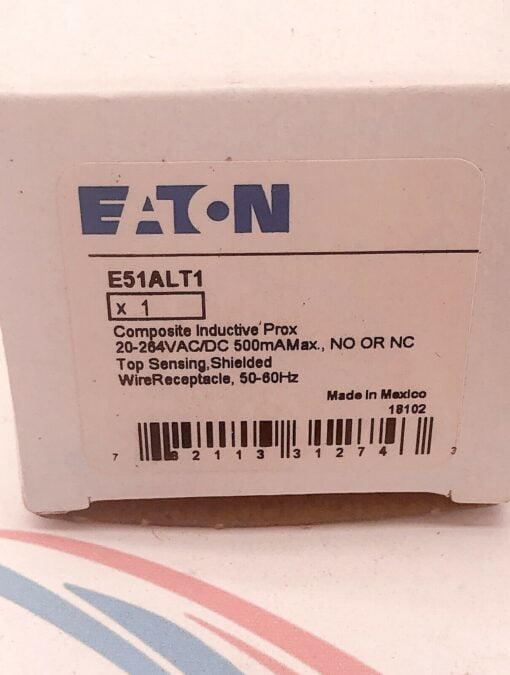 EATON
E51ALT1
x 1
Composite Inductive Prox
20-264VAC/DC 500mAMax., NO OR NC
Top Sensing,Shielded
WireReceptacle, 50-60Hz
Made in Mexico
18102
7 82113 31274 3